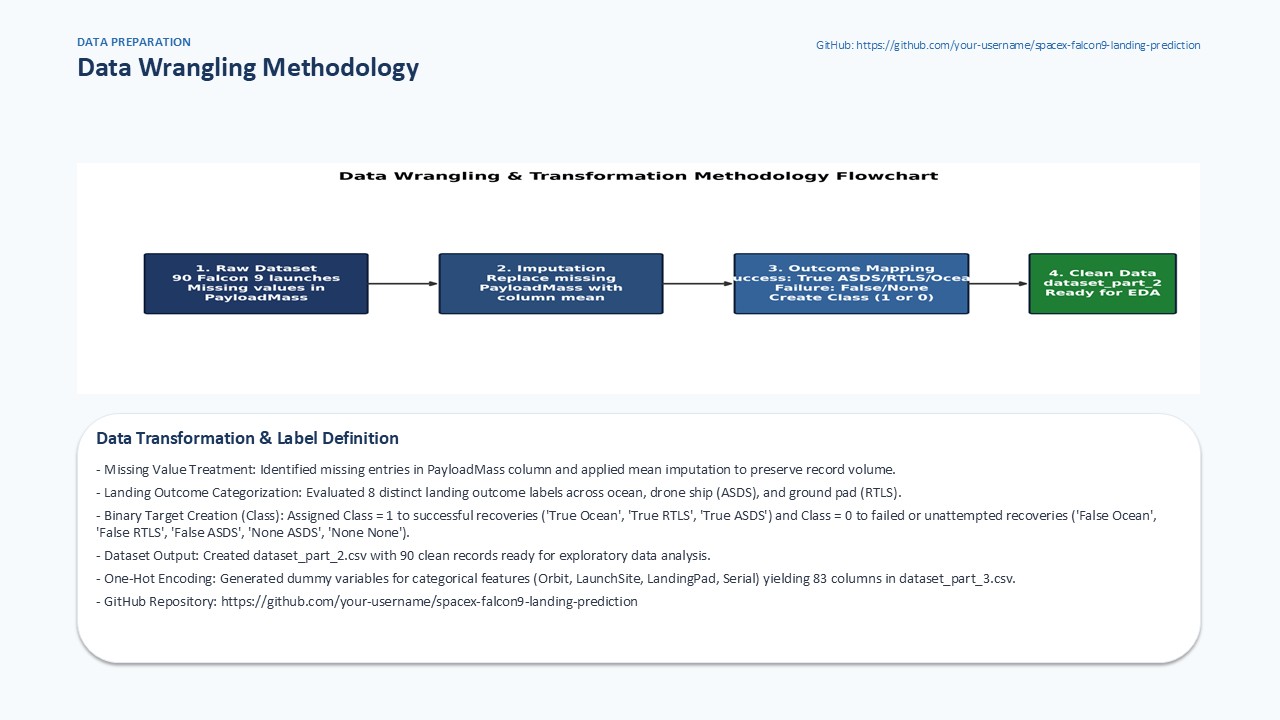 DATA PREPARATION
GitHub: https://github.com/your-username/spacex-falcon9-landing-prediction
Data Wrangling Methodology
Data Wrangling & Transformation Methodology Flowchart
1. Raw Dataset
90 Falcon 9 launches
Missing values in
PayloadMass
2. Imputation
Replace missing
PayloadMass with
column mean
3. Outcome Mapping
uccess: True ASDS/RTLS/Ocea
Failure: False/None
Create Class (1 or 0)
4. Clean Data
dataset_part_2
Ready for EDA
Data Transformation & Label Definition
- Missing Value Treatment: Identified missing entries in PayloadMass column and applied mean imputation to preserve record volume.
- Landing Outcome Categorization: Evaluated 8 distinct landing outcome labels across ocean, drone ship (ASDS), and ground pad (RTLS).
- Binary Target Creation (Class): Assigned Class = 1 to successful recoveries ('True Ocean', 'True RTLS', 'True ASDS') and Class = 0 to failed or unattempted recoveries ('False Ocean',
'False RTLS', 'False ASDS', 'None ASDS', 'None None').
- Dataset Output: Created dataset_part_2.csv with 90 clean records ready for exploratory data analysis.
- One-Hot Encoding: Generated dummy variables for categorical features (Orbit, LaunchSite, LandingPad, Serial) yielding 83 columns in dataset_part_3.csv.
- GitHub Repository: https://github.com/your-username/spacex-falcon9-landing-prediction